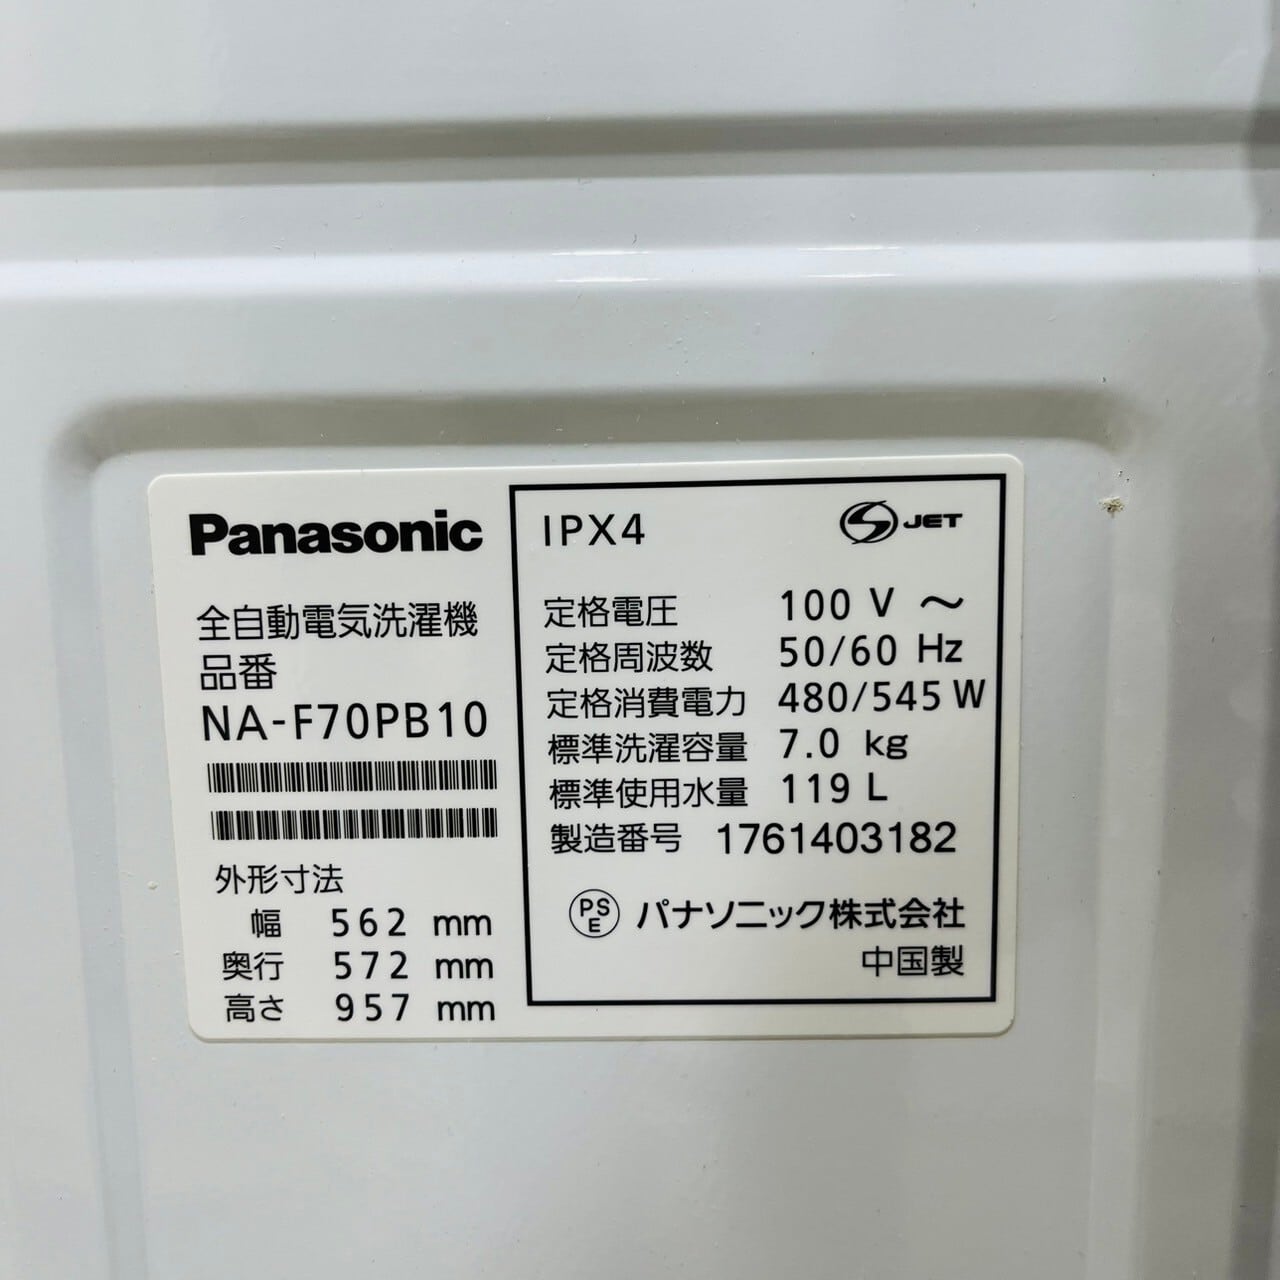 Panasonic
全自動電気洗濯機
品番
NA-F70PB10
外形寸法
幅 562 mm
奥行 572 mm
高さ 957 mm
IPX4
JET
定格電圧 100 V ～
定格周波数 50/60 Hz
定格消費電力 480/545 W
標準洗濯容量 7.0 kg
標準使用水量 119 L
製造番号 1761403182
PS
E
パナソニック株式会社
中国製